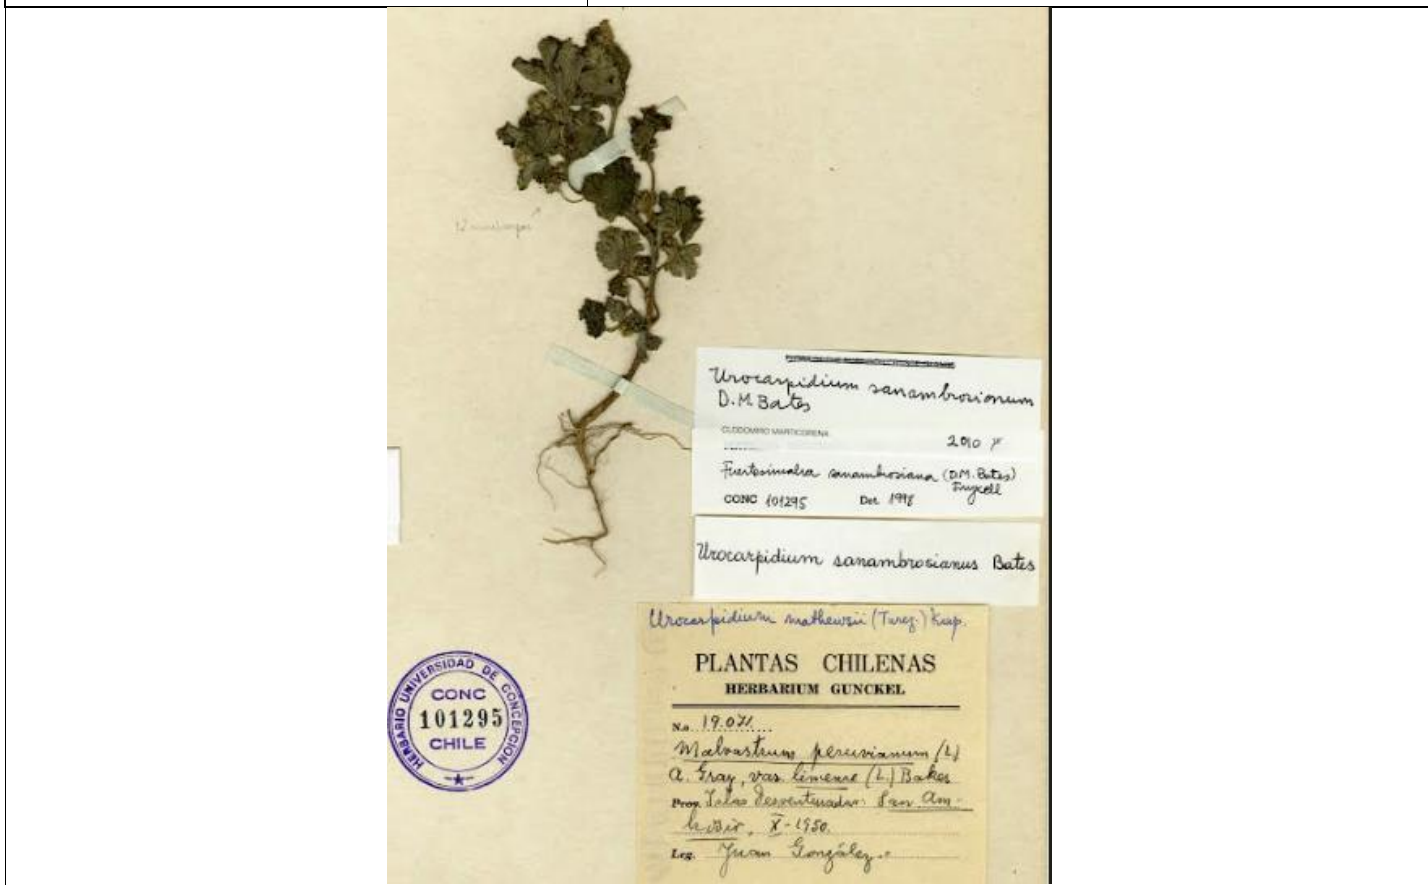 Urocarpidium sanambrosianum
D.M. Bates
CLODOMIRO MARTICORENA
Fuertesimalva sanambrosiana (D.M. Bates)
Fryxell
CONC 101295 Det. 1998
Urocarpidium sanambrosianus Bates
Urocarpidium mathewsii (Turcz.) Krap.
PLANTAS CHILENAS
HERBARIUM GUNCKEL
No. 19.071
Malvastrum peruvianum (L)
A. Gray, var. limense (L.) Baker
Prov. Islas Desventuradas: San Am-
brosio, X-1950.
Leg. Juan González.
HERBARIO UNIVERSIDAD DE CONCEPCION
CONC
101295
CHILE